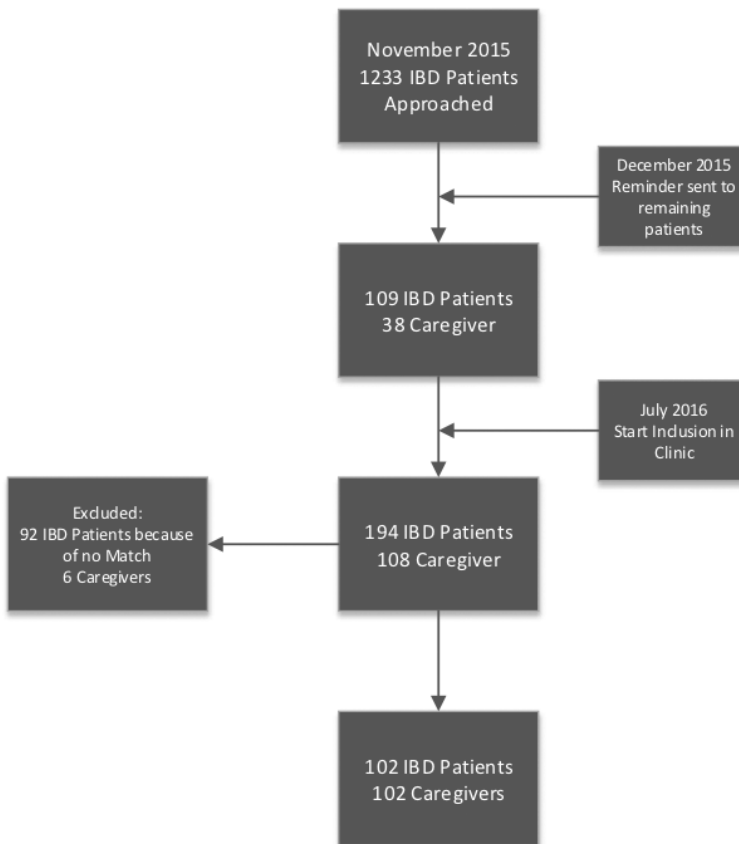 November 2015
1233 IBD Patients
Approached
December 2015
Reminder sent to
remaining
patients
109 IBD Patients
38 Caregiver
July 2016
Start Inclusion in
Clinic
Excluded:
92 IBD Patients because
of no Match
6 Caregivers
194 IBD Patients
108 Caregiver
102 IBD Patients
102 Caregivers